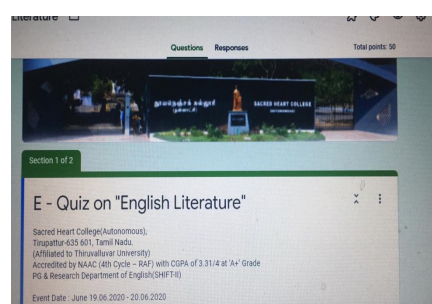 Literature
Questions Responses Total points: 50
தூயநெஞ்சக் கல்லூரி
SACRED HEART COLLEGE
Section 1 of 2
E - Quiz on "English Literature"
Sacred Heart College(Autonomous),
Tirupattur-635 601, Tamil Nadu.
(Affiliated to Thiruvalluvar University)
Accredited by NAAC (4th Cycle – RAF) with CGPA of 3.31/4 at 'A+' Grade
PG & Research Department of English(SHIFT-II)
Event Date : June 19.06.2020 - 20.06.2020